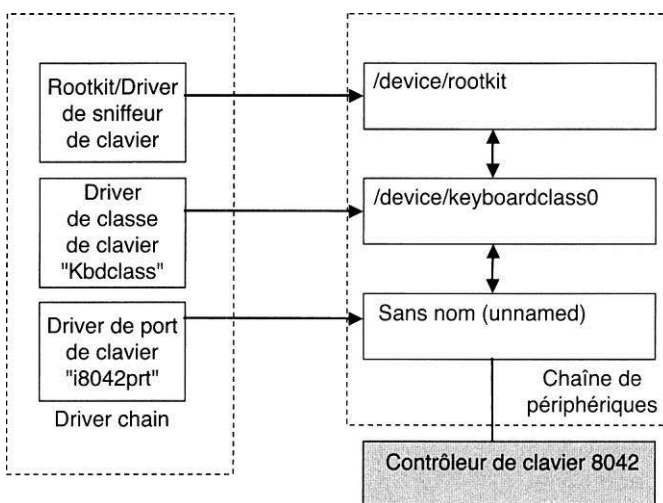 Rootkit/Driver
de sniffeur
de clavier
/device/rootkit
Driver
de classe
de clavier
"Kbdclass"
/device/keyboardclass0
Driver de port
de clavier
"i8042prt"
Sans nom (unnamed)
Driver chain
Chaîne de
périphériques
Contrôleur de clavier 8042